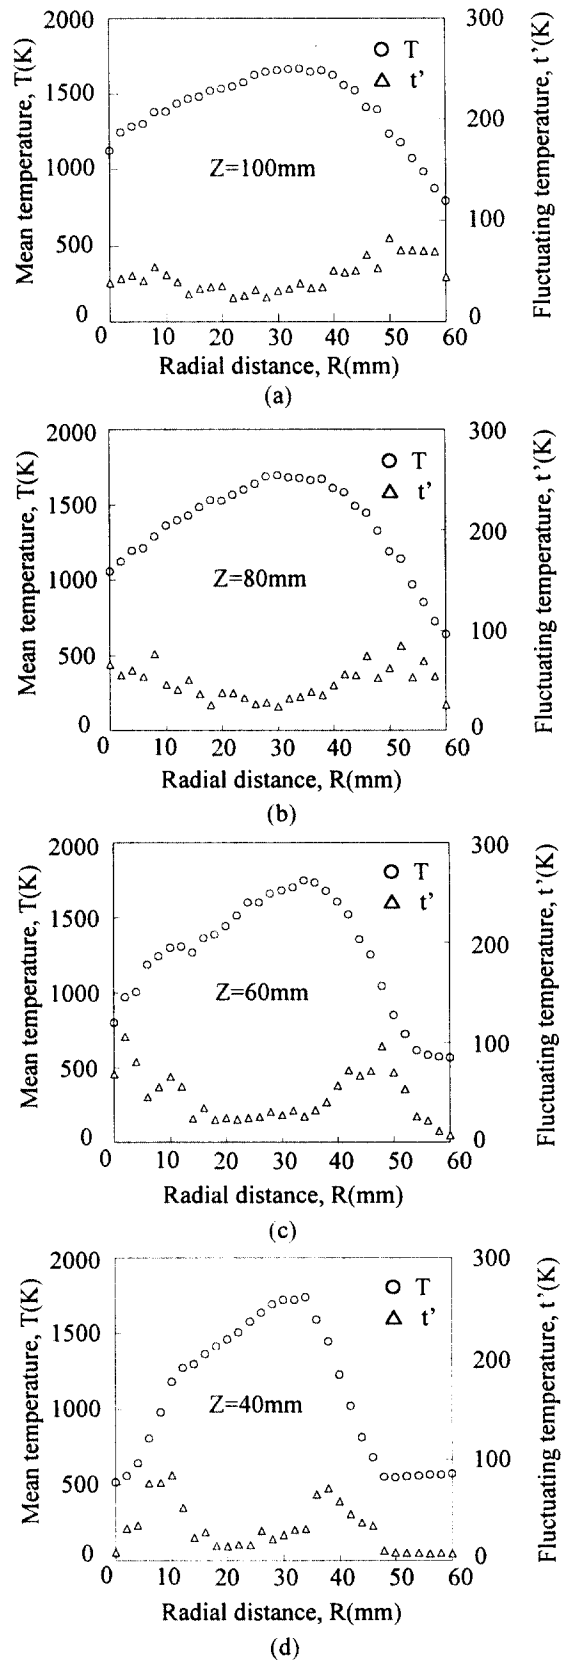 2000
1500
1000
500
0
Mean temperature, T(K)
300
200
100
0
Fluctuating temperature, t'(K)
T
t'
Z=100mm
0 10 20 30 40 50 60
Radial distance, R(mm)
(a)
2000
1500
1000
500
0
Mean temperature, T(K)
300
200
100
0
Fluctuating temperature, t'(K)
T
t'
Z=80mm
0 10 20 30 40 50 60
Radial distance, R(mm)
(b)
2000
1500
1000
500
0
Mean temperature, T(K)
300
200
100
0
Fluctuating temperature, t'(K)
T
t'
Z=60mm
0 10 20 30 40 50 60
Radial distance, R(mm)
(c)
2000
1500
1000
500
0
Mean temperature, T(K)
300
200
100
0
Fluctuating temperature, t'(K)
T
t'
Z=40mm
0 10 20 30 40 50 60
Radial distance, R(mm)
(d)